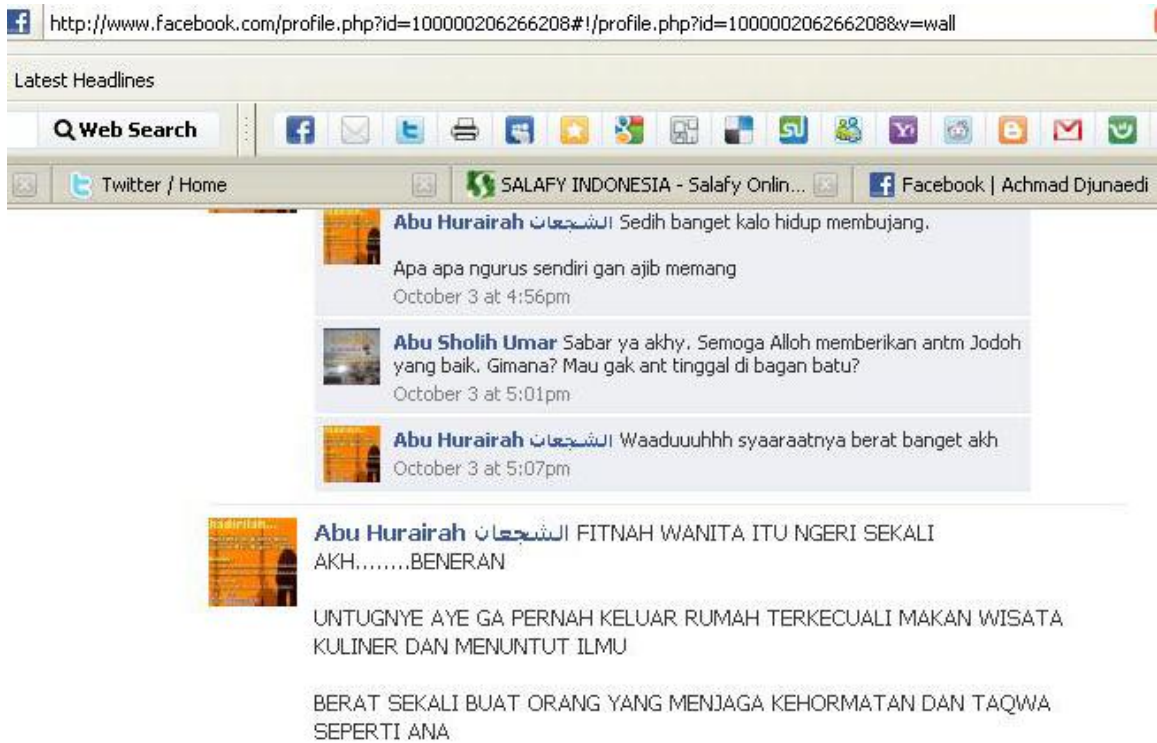 http://www.facebook.com/profile.php?id=100000206266208#!/profile.php?id=100000206266208&v=wall
Latest Headlines
Web Search
Twitter / Home
SALAFY INDONESIA - Salafy Onlin...
Facebook | Achmad Djunaedi
Abu Hurairah الشجعات Sedih banget kalo hidup membujang.
Apa apa ngurus sendiri gan ajib memang
October 3 at 4:56pm
Abu Sholih Umar Sabar ya akhy. Semoga Alloh memberikan antm Jodoh
yang baik. Gimana? Mau gak ant tinggal di bagan batu?
October 3 at 5:01pm
Abu Hurairah الشجعات Waaduuuhhh syaaraatnya berat banget akh
October 3 at 5:07pm
hadirilah...
Abu Hurairah الشجعات FITNAH WANITA ITU NGERI SEKALI
AKH........BENERAN
UNTUGNYE AYE GA PERNAH KELUAR RUMAH TERKECUALI MAKAN WISATA
KULINER DAN MENUNTUT ILMU
BERAT SEKALI BUAT ORANG YANG MENJAGA KEHORMATAN DAN TAQWA
SEPERTI ANA